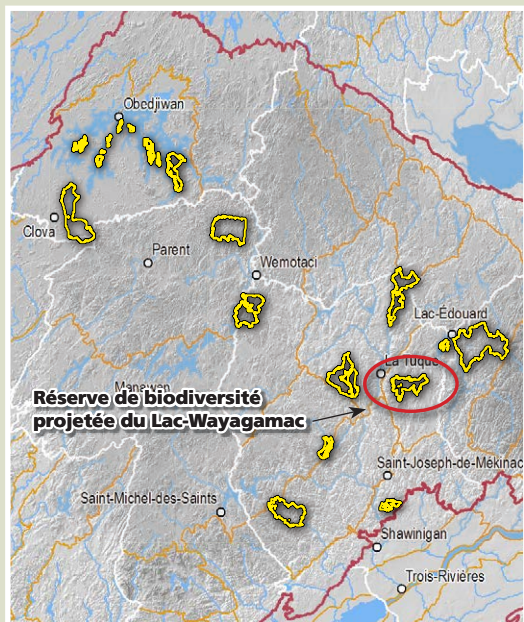 Obedjiwan
Clova
Parent
Wemotaci
Lac-Édouard
La Tuque
Manawan
Réserve de biodiversité
projetée du Lac-Wayagamac
Saint-Joseph-de-Mékinac
Saint-Michel-des-Saints
Shawinigan
Trois-Rivières